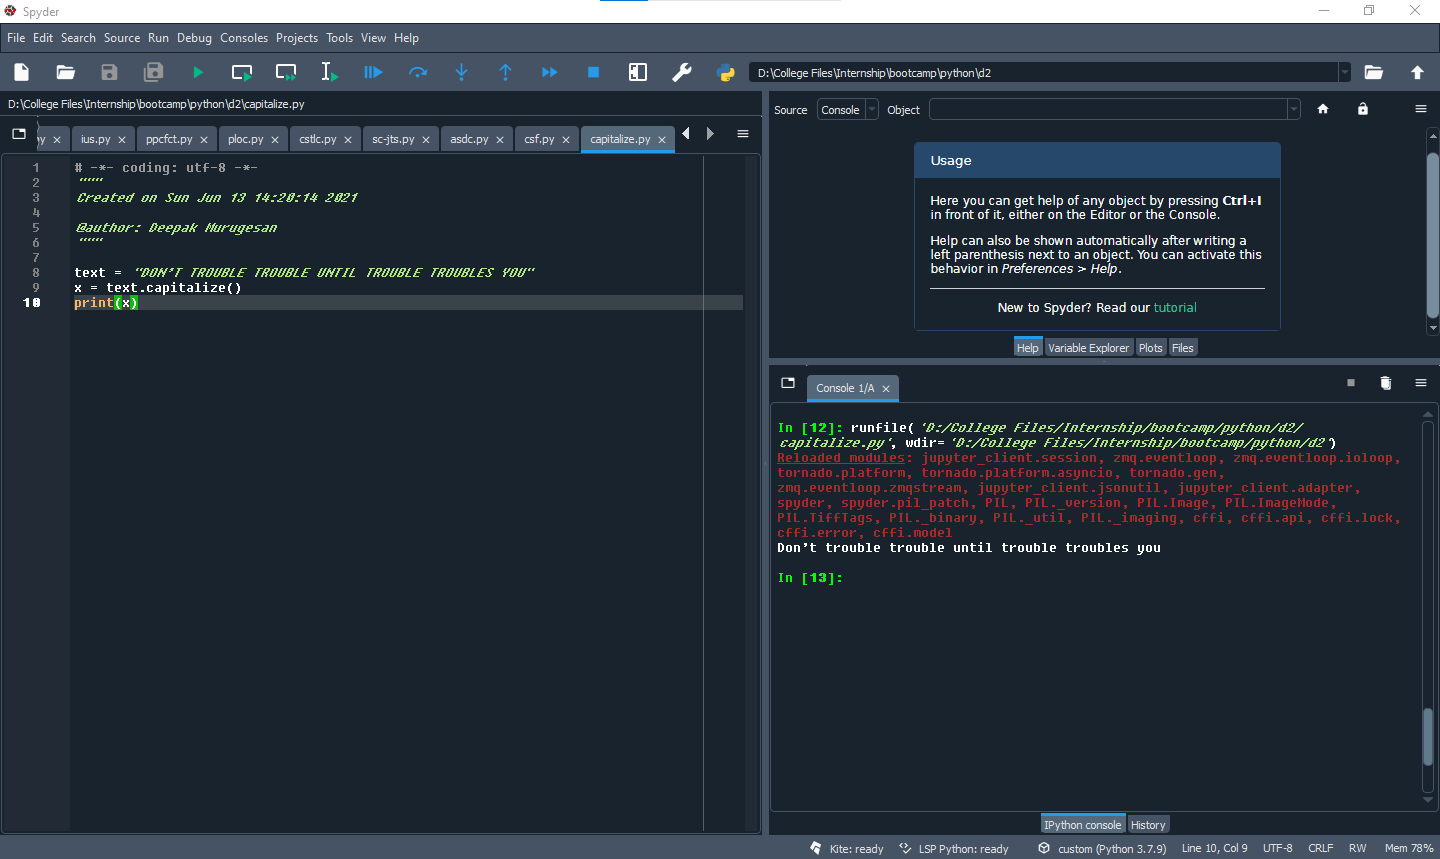 Spyder
File Edit Search Source Run Debug Consoles Projects Tools View Help
D:\College Files\Internship\bootcamp\python\d2
D:\College Files\Internship\bootcamp\python\d2\capitalize.py
y ius.py ppcfct.py ploc.py cstlc.py sc-jts.py asdc.py csf.py capitalize.py
1 # -*- coding: utf-8 -*-
2 """
3 Created on Sun Jun 13 14:20:14 2021
4
5 @author: Deepak Murugesan
6 """
7
8 text = "DON'T TROUBLE TROUBLE UNTIL TROUBLE TROUBLES YOU"
9 x = text.capitalize()
10 print(x)
Source Console Object
Usage
Here you can get help of any object by pressing Ctrl+I
in front of it, either on the Editor or the Console.
Help can also be shown automatically after writing a
left parenthesis next to an object. You can activate this
behavior in Preferences > Help.
New to Spyder? Read our tutorial
Help Variable Explorer Plots Files
Console 1/A
In [12]: runfile('D:/College Files/Internship/bootcamp/python/d2/
capitalize.py', wdir='D:/College Files/Internship/bootcamp/python/d2')
Reloaded modules: jupyter_client.session, zmq.eventloop, zmq.eventloop.ioloop,
tornado.platform, tornado.platform.asyncio, tornado.gen,
zmq.eventloop.zmqstream, jupyter_client.jsonutil, jupyter_client.adapter,
spyder, spyder.pil_patch, PIL, PIL._version, PIL.Image, PIL.ImageMode,
PIL.TiffTags, PIL._binary, PIL._util, PIL._imaging, cffi, cffi.api, cffi.lock,
cffi.error, cffi.model
Don't trouble trouble until trouble troubles you
In [13]:
IPython console History
Kite: ready LSP Python: ready custom (Python 3.7.9) Line 10, Col 9 UTF-8 CRLF RW Mem 78%